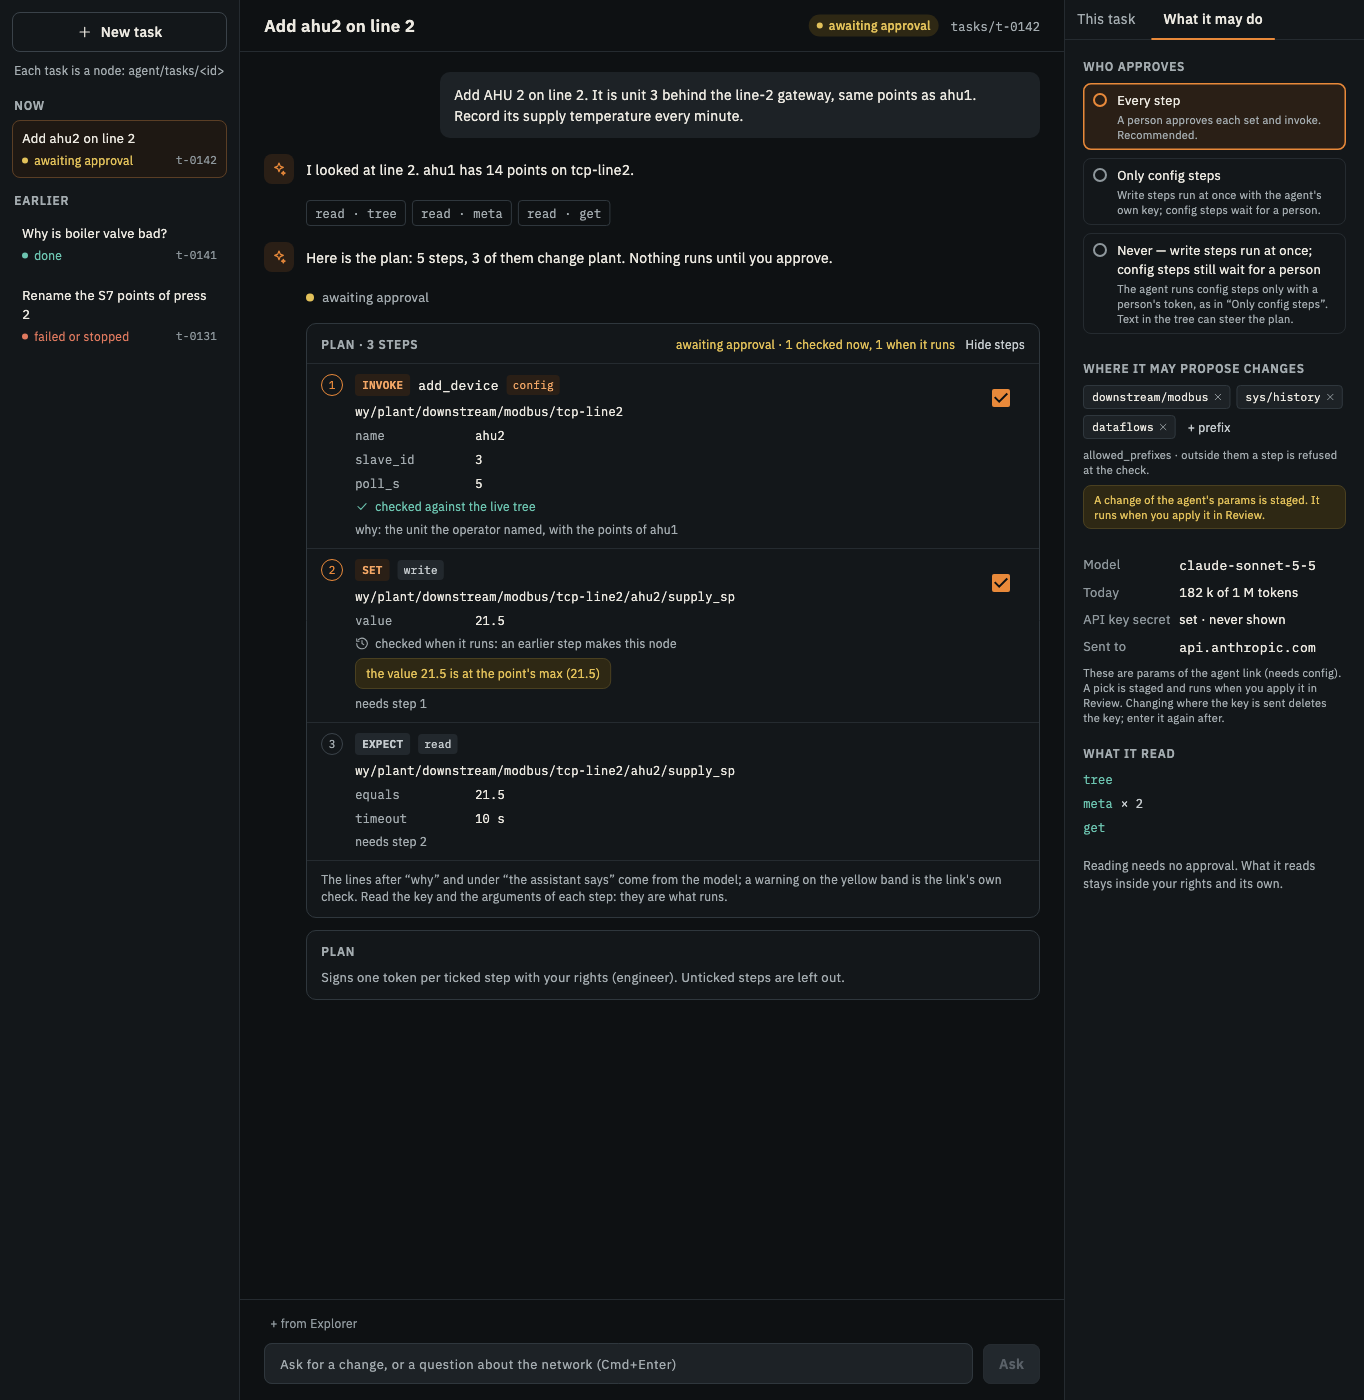 New task
Each task is a node: agent/tasks/<id>
NOW
Add ahu2 on line 2
awaiting approval t-0142
EARLIER
Why is boiler valve bad?
done t-0141
Rename the S7 points of press
2
failed or stopped t-0131
Add ahu2 on line 2
awaiting approval tasks/t-0142
Add AHU 2 on line 2. It is unit 3 behind the line-2 gateway, same points as ahu1.
Record its supply temperature every minute.
I looked at line 2. ahu1 has 14 points on tcp-line2.
read · tree read · meta read · get
Here is the plan: 5 steps, 3 of them change plant. Nothing runs until you approve.
awaiting approval
PLAN · 3 STEPS awaiting approval · 1 checked now, 1 when it runs Hide steps
1 INVOKE add_device config
wy/plant/downstream/modbus/tcp-line2
name ahu2
slave_id 3
poll_s 5
checked against the live tree
why: the unit the operator named, with the points of ahu1
2 SET write
wy/plant/downstream/modbus/tcp-line2/ahu2/supply_sp
value 21.5
checked when it runs: an earlier step makes this node
the value 21.5 is at the point's max (21.5)
needs step 1
3 EXPECT read
wy/plant/downstream/modbus/tcp-line2/ahu2/supply_sp
equals 21.5
timeout 10 s
needs step 2
The lines after “why” and under “the assistant says” come from the model; a warning on the yellow band is the link's own
check. Read the key and the arguments of each step: they are what runs.
PLAN
Signs one token per ticked step with your rights (engineer). Unticked steps are left out.
+ from Explorer
Ask for a change, or a question about the network (Cmd+Enter)
Ask
This task What it may do
WHO APPROVES
Every step
A person approves each set and invoke.
Recommended.
Only config steps
Write steps run at once with the agent's
own key; config steps wait for a person.
Never — write steps run at once;
config steps still wait for a person
The agent runs config steps only with a
person's token, as in “Only config steps”.
Text in the tree can steer the plan.
WHERE IT MAY PROPOSE CHANGES
downstream/modbus × sys/history ×
dataflows × + prefix
allowed_prefixes · outside them a step is refused
at the check.
A change of the agent's params is staged. It
runs when you apply it in Review.
Model claude-sonnet-5-5
Today 182 k of 1 M tokens
API key secret set · never shown
Sent to api.anthropic.com
These are params of the agent link (needs config).
A pick is staged and runs when you apply it in
Review. Changing where the key is sent deletes
the key; enter it again after.
WHAT IT READ
tree
meta × 2
get
Reading needs no approval. What it reads
stays inside your rights and its own.